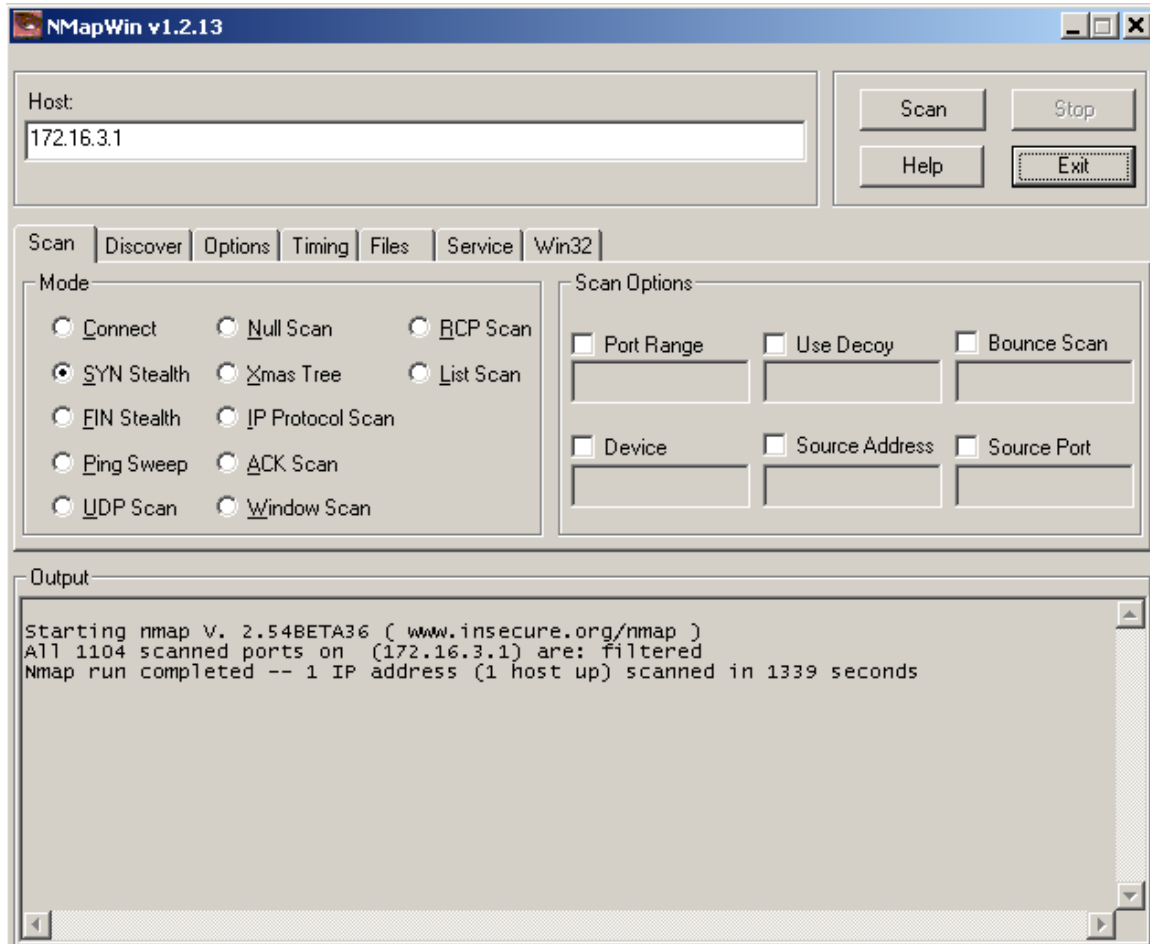 NMapWin v1.2.13
Host:
172.16.3.1
Scan
Stop
Help
Exit
Scan Discover Options Timing Files Service Win32
Mode
Connect Null Scan RCP Scan
SYN Stealth Xmas Tree List Scan
FIN Stealth IP Protocol Scan
Ping Sweep ACK Scan
UDP Scan Window Scan
Scan Options
Port Range Use Decoy Bounce Scan
Device Source Address Source Port
Output
Starting nmap V. 2.54BETA36 ( www.insecure.org/nmap )
All 1104 scanned ports on  (172.16.3.1) are: filtered
Nmap run completed -- 1 IP address (1 host up) scanned in 1339 seconds